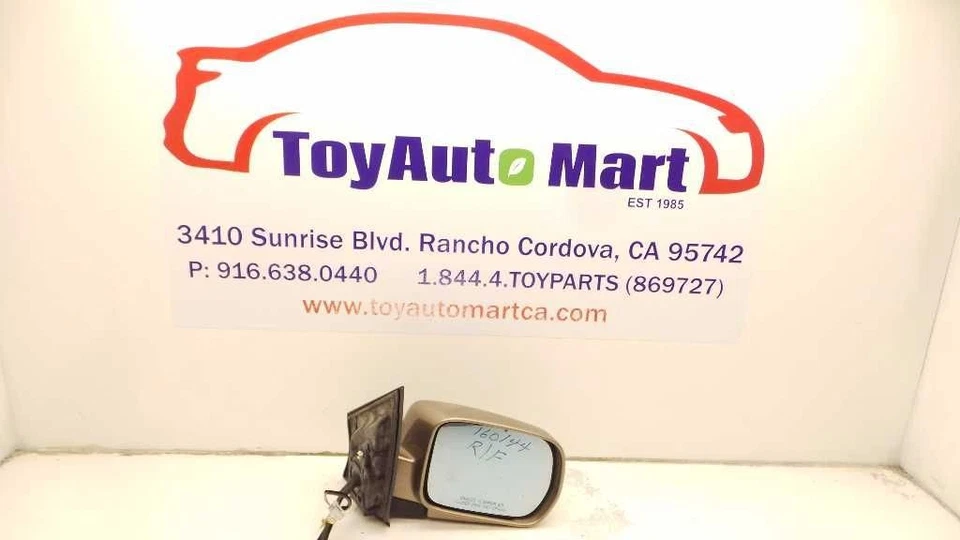 ToyAuto Mart
EST 1985
3410 Sunrise Blvd. Rancho Cordova, CA 95742
P: 916.638.0440 1.844.4.TOYPARTS (869727)
www.toyautomartca.com
160144
R/F